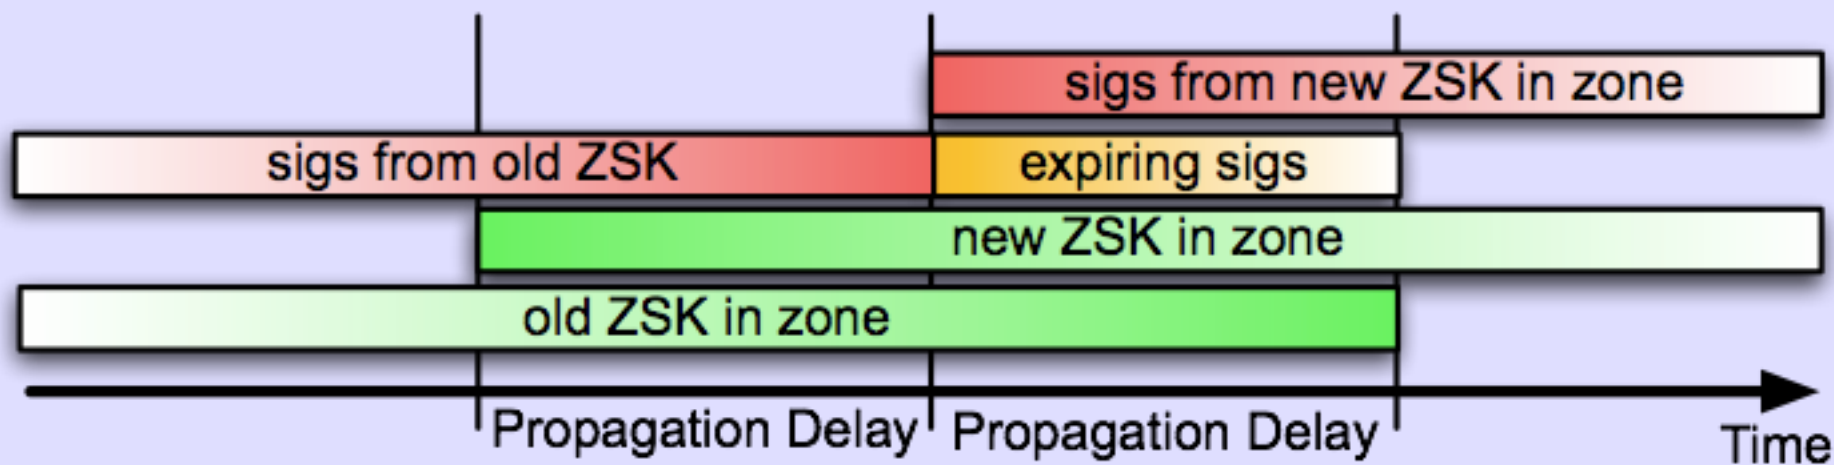 sigs from new ZSK in zone
sigs from old ZSK
expiring sigs
new ZSK in zone
old ZSK in zone
Propagation Delay
Propagation Delay
Time